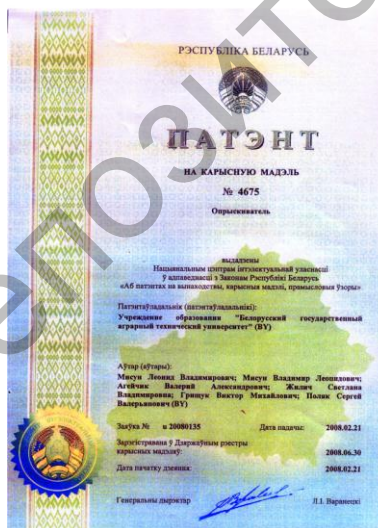 РЭСПУБЛІКА БЕЛАРУСЬ
ПАТЭНТ
НА КАРЫСНУЮ МАДЭЛЬ
№ 4675
Опрыскиватель
выдадзены
Нацыянальным цэнтрам інтэлектуальнай уласнасці
ў адпаведнасці з Законам Рэспублікі Беларусь
«Аб патэнтах на вынаходствы, карысныя мадэлі, прамысловыя ўзоры»
Патэнтаўладальнік (патэнтаўладальнікі):
Учреждение образования "Белорусский государственный
аграрный технический университет" (BY)
Аўтар (аўтары):
Мисун Леонид Владимирович; Мисун Владимир Леонидович;
Агейчик Валерий Александрович; Жилич Светлана
Владимировна; Грищук Виктор Михайлович; Поляк Сергей
Валерьянович (BY)
Заяўка № u 20080135 Дата падачы: 2008.02.21
Зарэгістравана ў Дзяржаўным рэестры
карысных мадэляў: 2008.06.30
Дата пачатку дзеяння: 2008.02.21
Генеральны дырэктар Л.І. Варанецкі